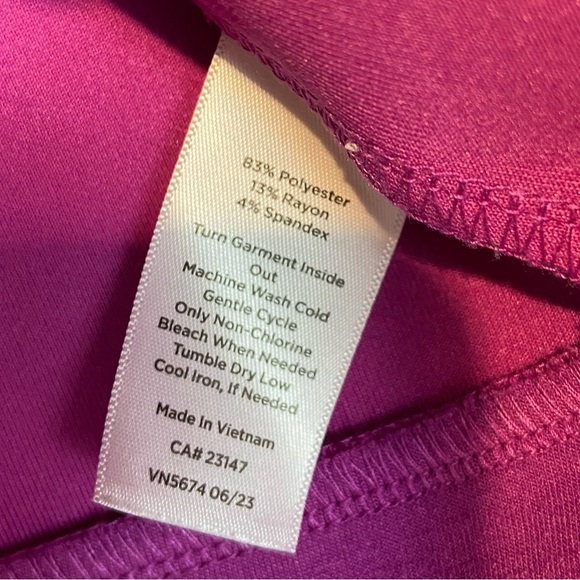 83% Polyester
13% Rayon
4% Spandex
Turn Garment Inside
Out
Machine Wash Cold
Gentle Cycle
Only Non-Chlorine
Bleach When Needed
Tumble Dry Low
Cool Iron, If Needed
Made In Vietnam
CA# 23147
VN5674 06/23